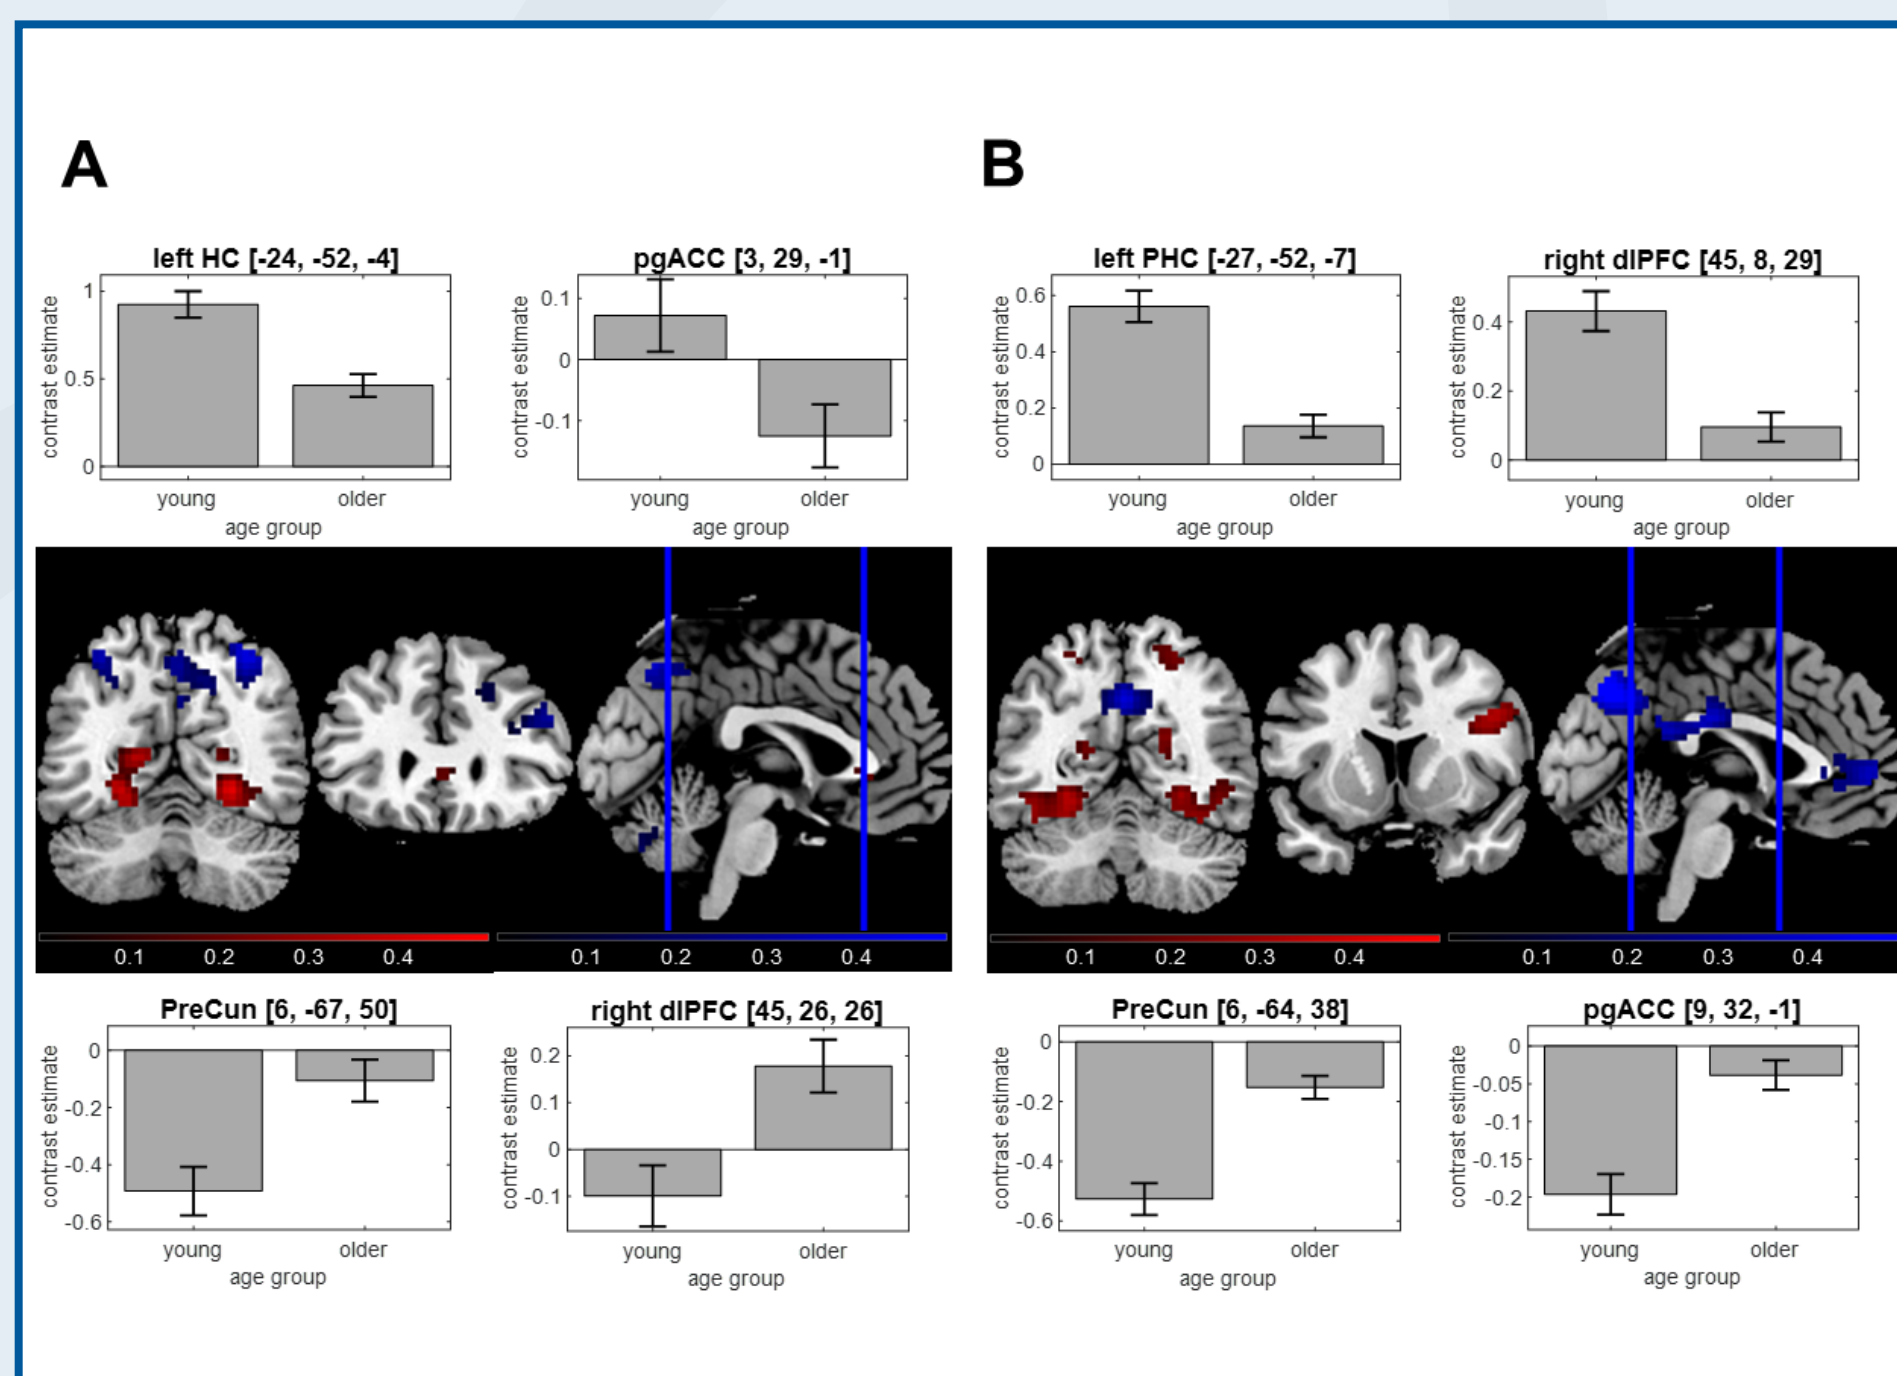 A
B
left HC [-24, -52, -4]
contrast estimate
1
0.5
0
young older
age group
pgACC [3, 29, -1]
contrast estimate
0.1
0
-0.1
young older
age group
left PHC [-27, -52, -7]
contrast estimate
0.6
0.4
0.2
0
young older
age group
right dlPFC [45, 8, 29]
contrast estimate
0.4
0.2
0
young older
age group
0.1 0.2 0.3 0.4
0.1 0.2 0.3 0.4
0.1 0.2 0.3 0.4
0.1 0.2 0.3 0.4
PreCun [6, -67, 50]
contrast estimate
0
-0.2
-0.4
-0.6
young older
age group
right dlPFC [45, 26, 26]
contrast estimate
0.2
0.1
0
-0.1
young older
age group
PreCun [6, -64, 38]
contrast estimate
0
-0.2
-0.4
-0.6
young older
age group
pgACC [9, 32, -1]
contrast estimate
0
-0.05
-0.1
-0.15
-0.2
young older
age group